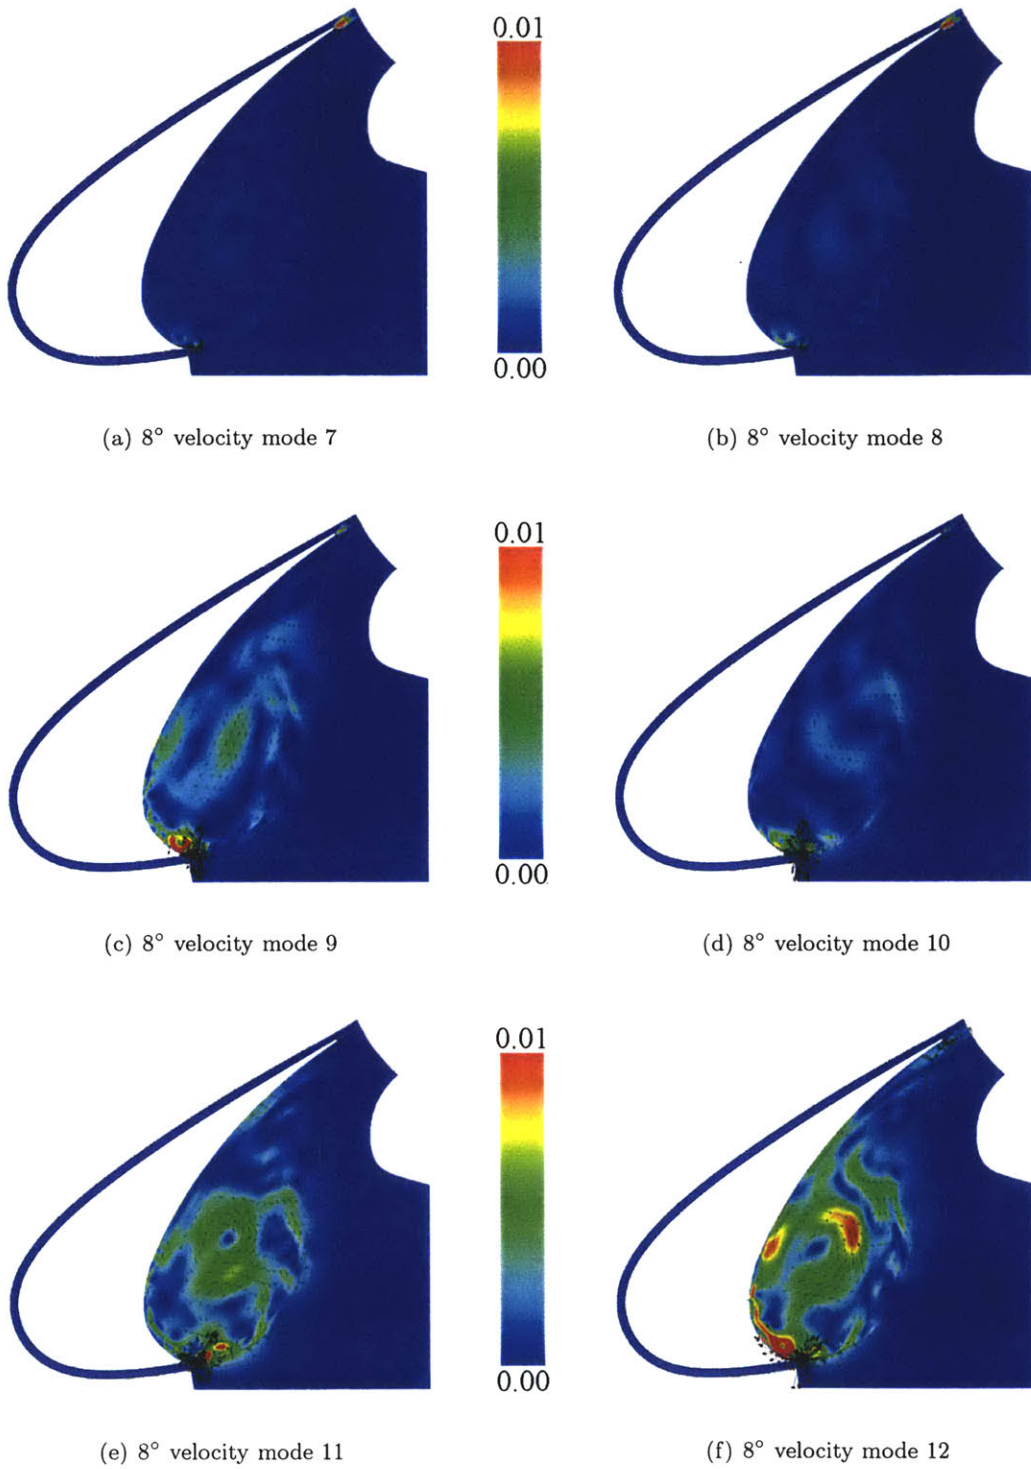 0.01
0.00
(a) 8° velocity mode 7
(b) 8° velocity mode 8
0.01
0.00
(c) 8° velocity mode 9
(d) 8° velocity mode 10
0.01
0.00
(e) 8° velocity mode 11
(f) 8° velocity mode 12